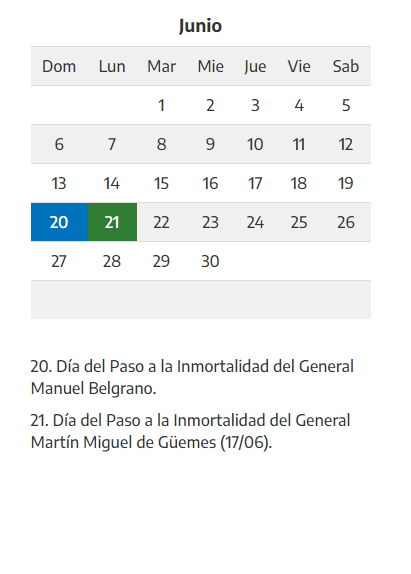 Junio
Dom Lun Mar Mie Jue Vie Sab
1 2 3 4 5
6 7 8 9 10 11 12
13 14 15 16 17 18 19
20 21 22 23 24 25 26
27 28 29 30
20. Día del Paso a la Inmortalidad del General
Manuel Belgrano.
21. Día del Paso a la Inmortalidad del General
Martín Miguel de Güemes (17/06).